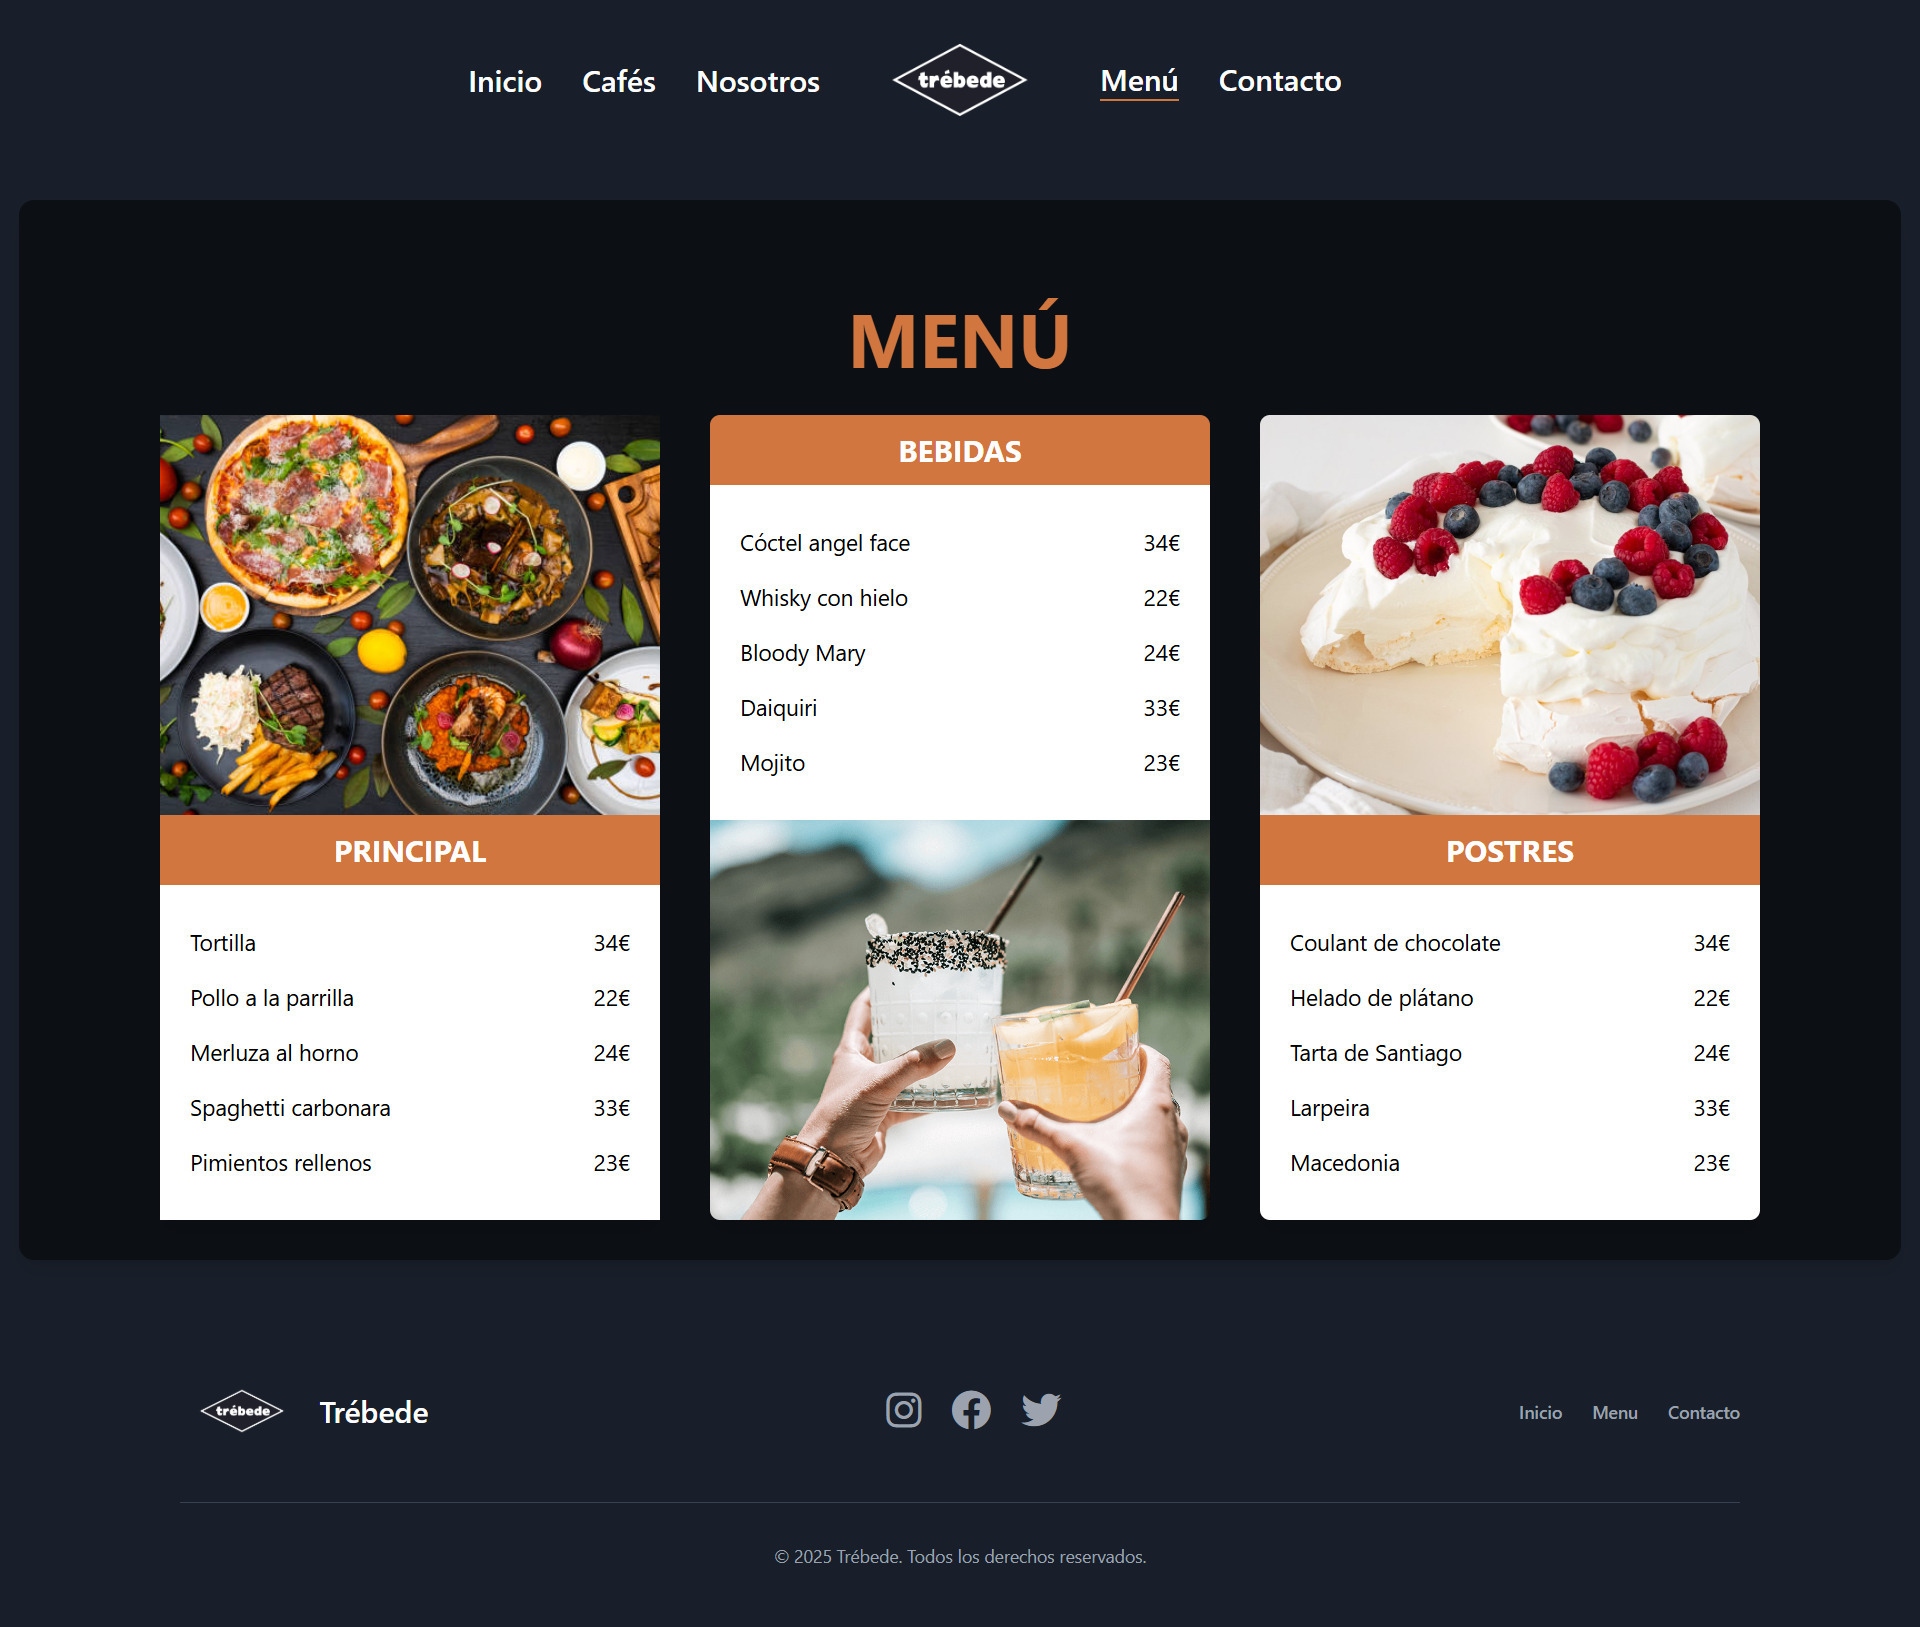 Inicio Cafés Nosotros trébede Menú Contacto
MENÚ
PRINCIPAL
Tortilla 34€
Pollo a la parrilla 22€
Merluza al horno 24€
Spaghetti carbonara 33€
Pimientos rellenos 23€
BEBIDAS
Cóctel angel face 34€
Whisky con hielo 22€
Bloody Mary 24€
Daiquiri 33€
Mojito 23€
POSTRES
Coulant de chocolate 34€
Helado de plátano 22€
Tarta de Santiago 24€
Larpeira 33€
Macedonia 23€
trébede Trébede Inicio Menu Contacto
© 2025 Trébede. Todos los derechos reservados.